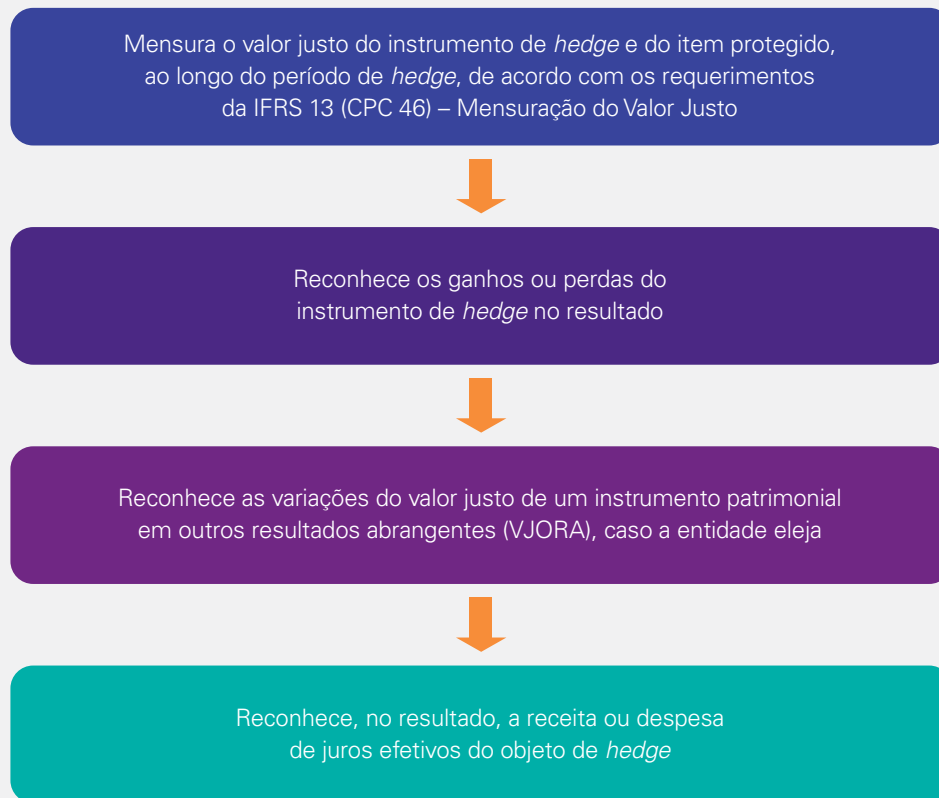 Mensura o valor justo do instrumento de hedge e do item protegido,
ao longo do período de hedge, de acordo com os requerimentos
da IFRS 13 (CPC 46) – Mensuração do Valor Justo
Reconhece os ganhos ou perdas do
instrumento de hedge no resultado
Reconhece as variações do valor justo de um instrumento patrimonial
em outros resultados abrangentes (VJORA), caso a entidade eleja
Reconhece, no resultado, a receita ou despesa
de juros efetivos do objeto de hedge